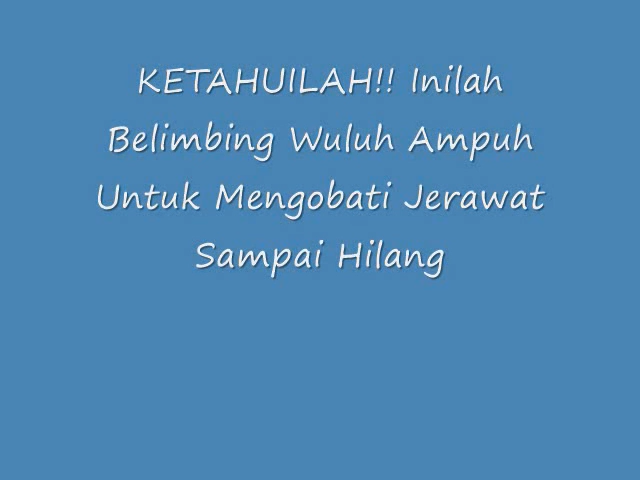 KETAHUILAH!! Inilah
Belimbing Wuluh Ampuh
Untuk Mengobati Jerawat
Sampai Hilang